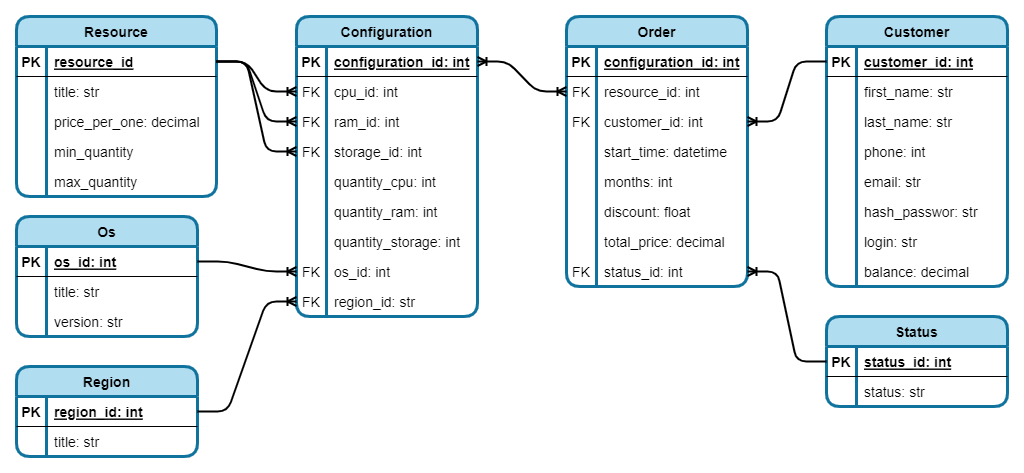 Resource
PK resource_id
title: str
price_per_one: decimal
min_quantity
max_quantity
Os
PK os_id: int
title: str
version: str
Region
PK region_id: int
title: str
Configuration
PK configuration_id: int
FK cpu_id: int
FK ram_id: int
FK storage_id: int
quantity_cpu: int
quantity_ram: int
quantity_storage: int
FK os_id: int
FK region_id: str
Order
PK configuration_id: int
FK resource_id: int
FK customer_id: int
start_time: datetime
months: int
discount: float
total_price: decimal
FK status_id: int
Customer
PK customer_id: int
first_name: str
last_name: str
phone: int
email: str
hash_passwor: str
login: str
balance: decimal
Status
PK status_id: int
status: str